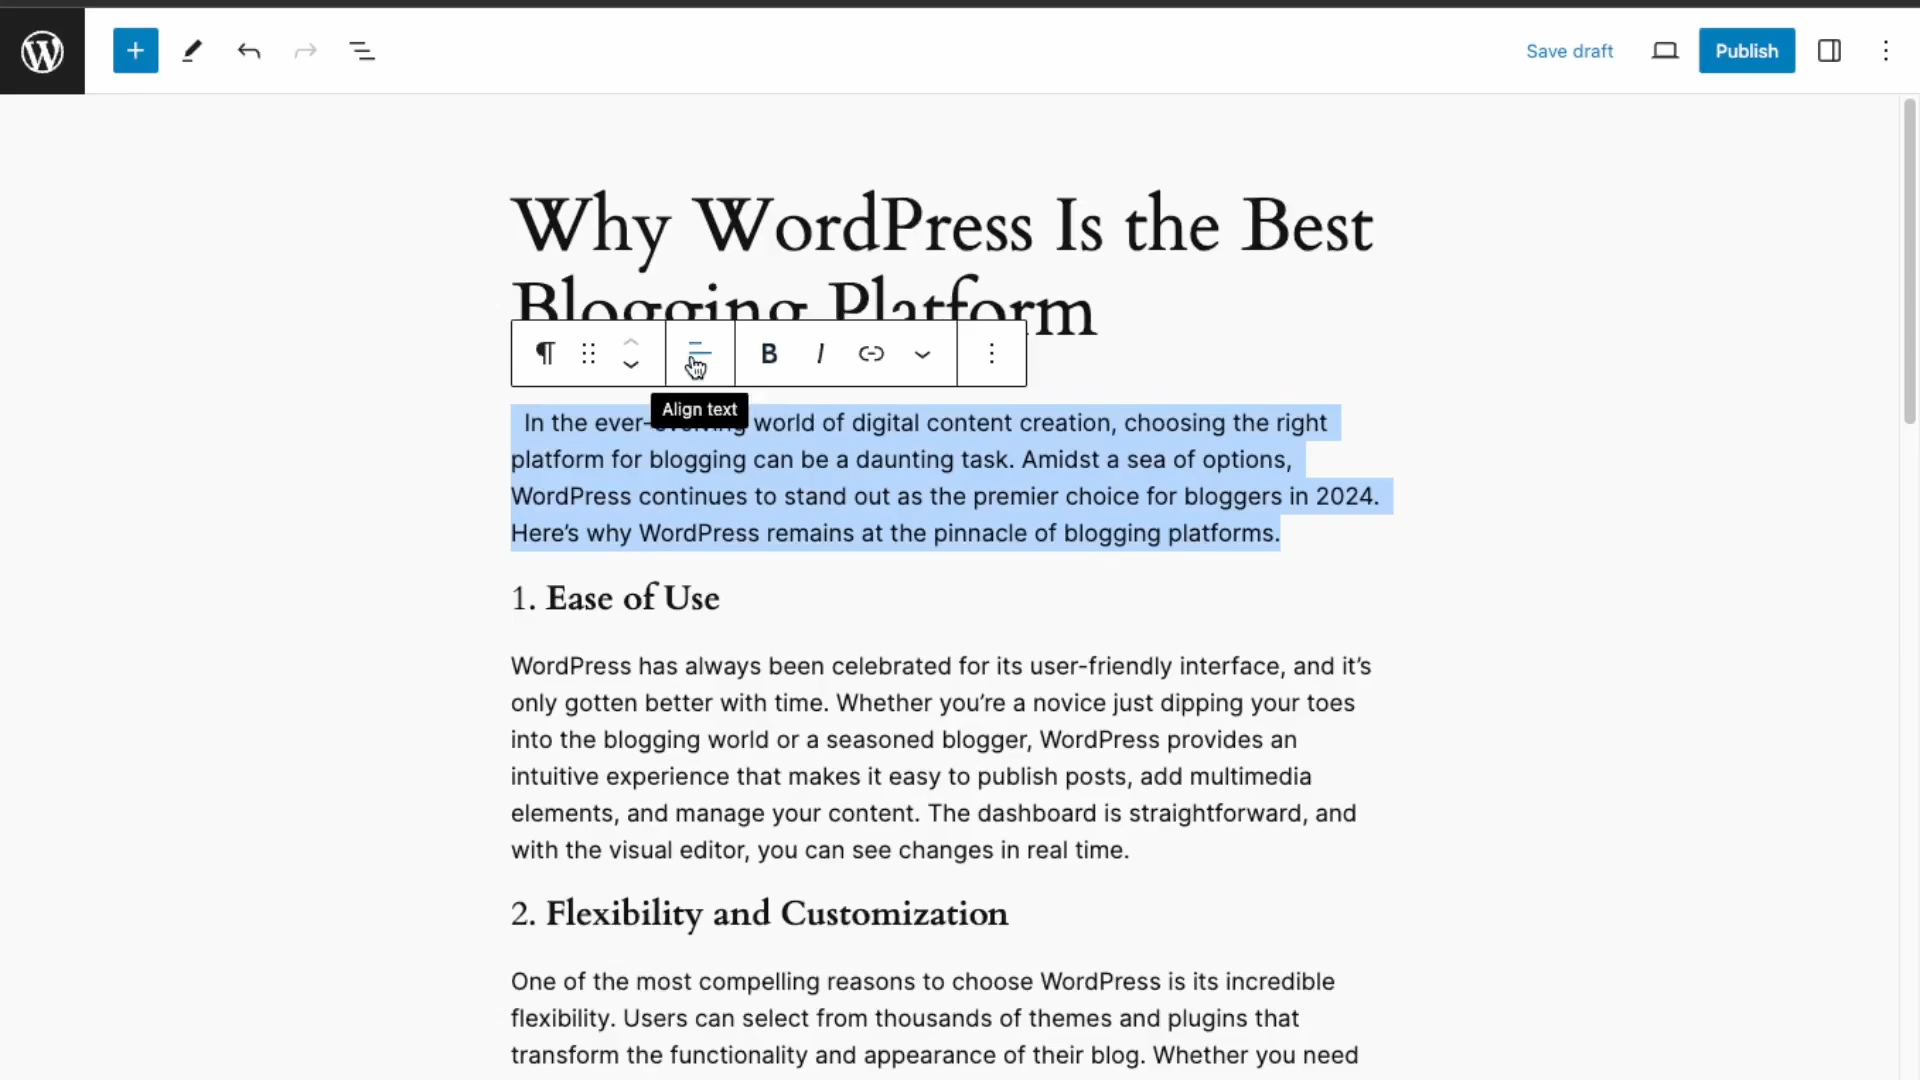 Save draft
Publish
Why WordPress Is the Best
Blogging Platform
B I
Align text
In the ever-evolving world of digital content creation, choosing the right
platform for blogging can be a daunting task. Amidst a sea of options,
WordPress continues to stand out as the premier choice for bloggers in 2024.
Here’s why WordPress remains at the pinnacle of blogging platforms.
1. Ease of Use
WordPress has always been celebrated for its user-friendly interface, and it’s
only gotten better with time. Whether you’re a novice just dipping your toes
into the blogging world or a seasoned blogger, WordPress provides an
intuitive experience that makes it easy to publish posts, add multimedia
elements, and manage your content. The dashboard is straightforward, and
with the visual editor, you can see changes in real time.
2. Flexibility and Customization
One of the most compelling reasons to choose WordPress is its incredible
flexibility. Users can select from thousands of themes and plugins that
transform the functionality and appearance of their blog. Whether you need